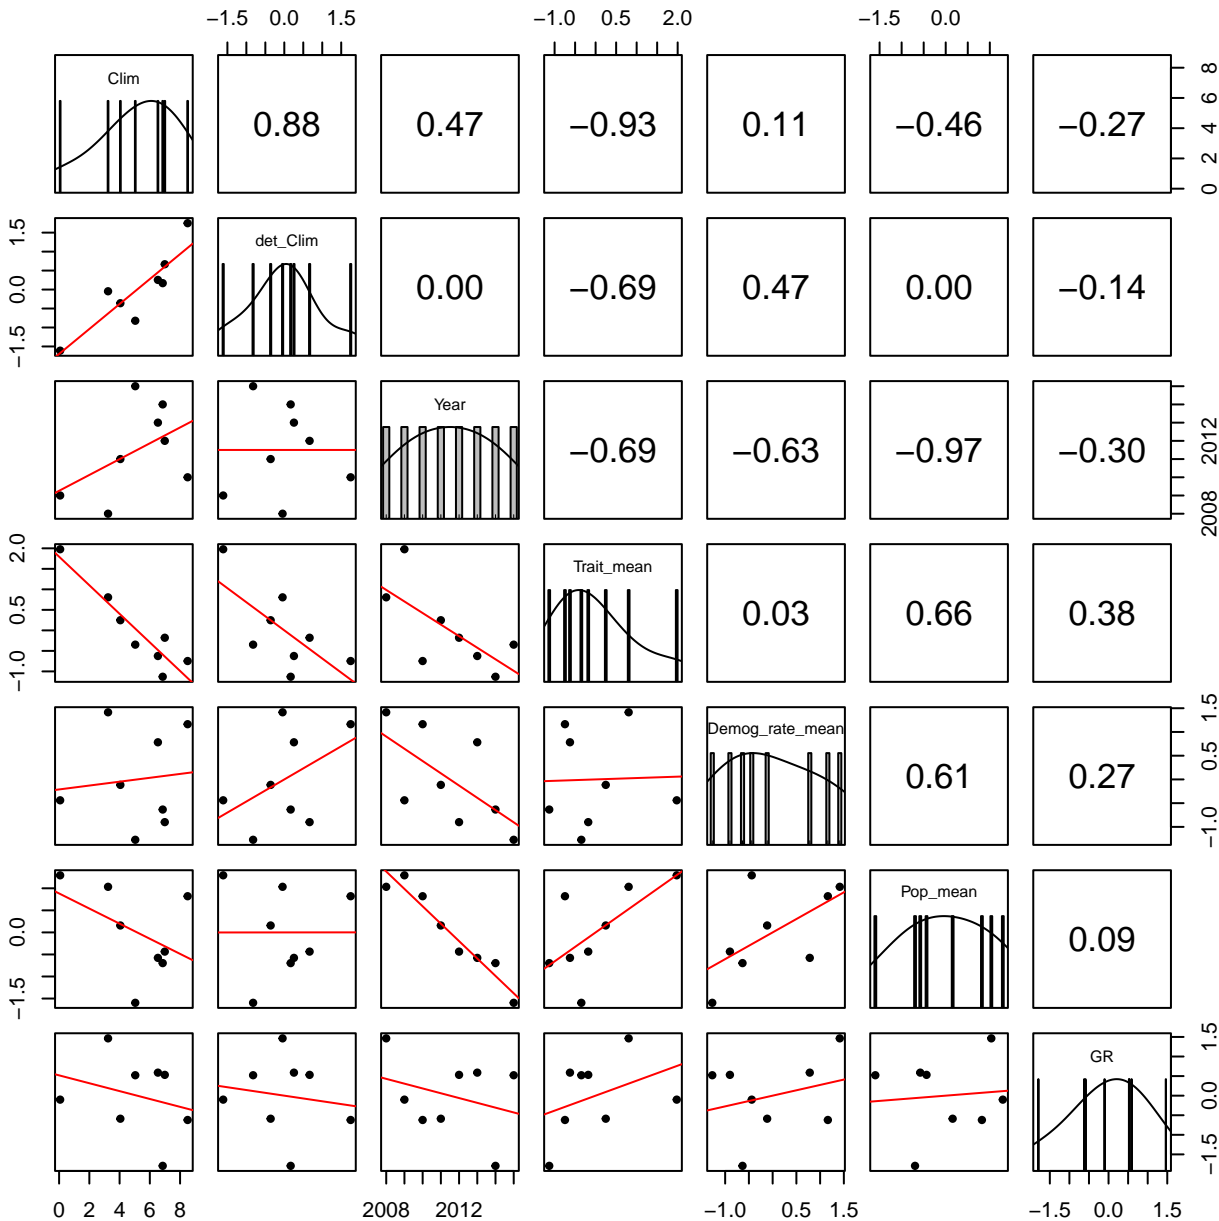 −1.5 0.0 1.5 −1.0 0.5 2.0 −1.5 0.0
Clim 0.88 0.47 −0.93 0.11 −0.46 −0.27 0 2 4 6 8
−1.5 0.0 1.5 det_Clim 0.00 −0.69 0.47 0.00 −0.14
Year −0.69 −0.63 −0.97 −0.30 2008 2012
−1.0 0.5 2.0 Trait_mean 0.03 0.66 0.38
Demog_rate_mean 0.61 0.27 −1.0 0.5 1.5
−1.5 0.0 Pop_mean 0.09
GR −1.5 0.0 1.5
0 2 4 6 8 2008 2012 −1.0 0.5 1.5 −1.5 0.0 1.5